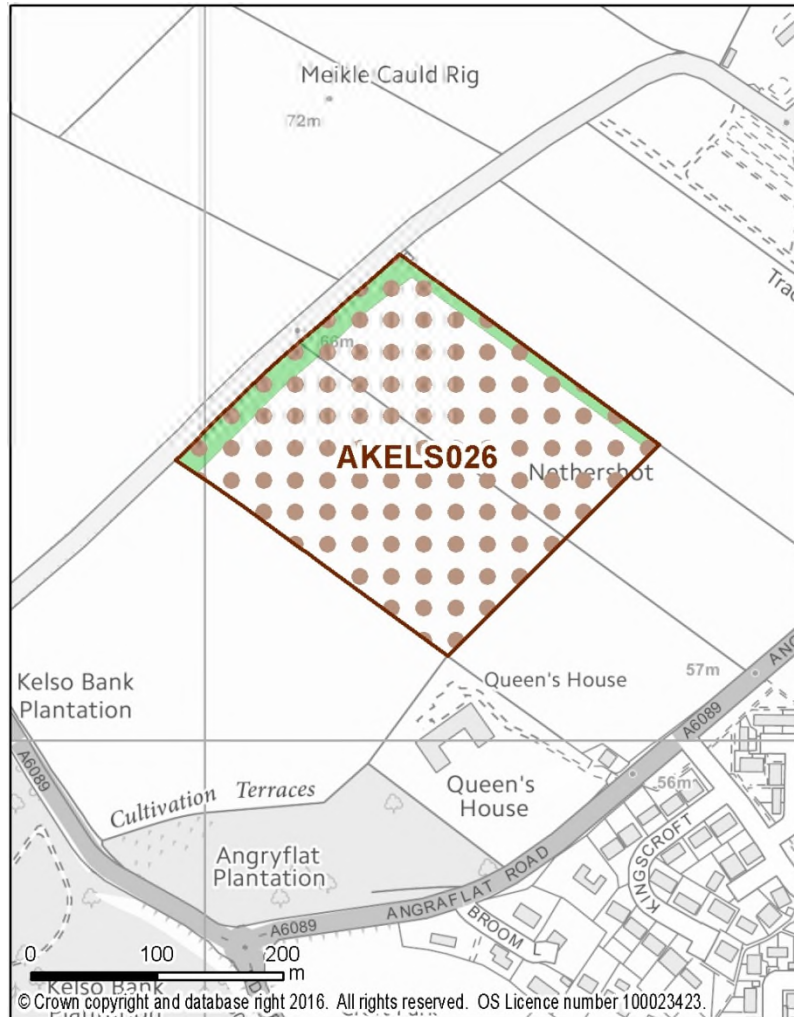 Meikle Cauld Rig
72m
66m
AKELS026
Nethershot
Kelso Bank
Plantation
Queen's House
57m
A6089
A6089
Queen's
House
56m
Cultivation Terraces
Angryflat
Plantation
KINGSCROFT
ANGRAFLAT ROAD
A6089
BROOM
0 100 200
m
Kelso Bank
© Crown copyright and database right 2016. All rights reserved. OS Licence number 100023423.